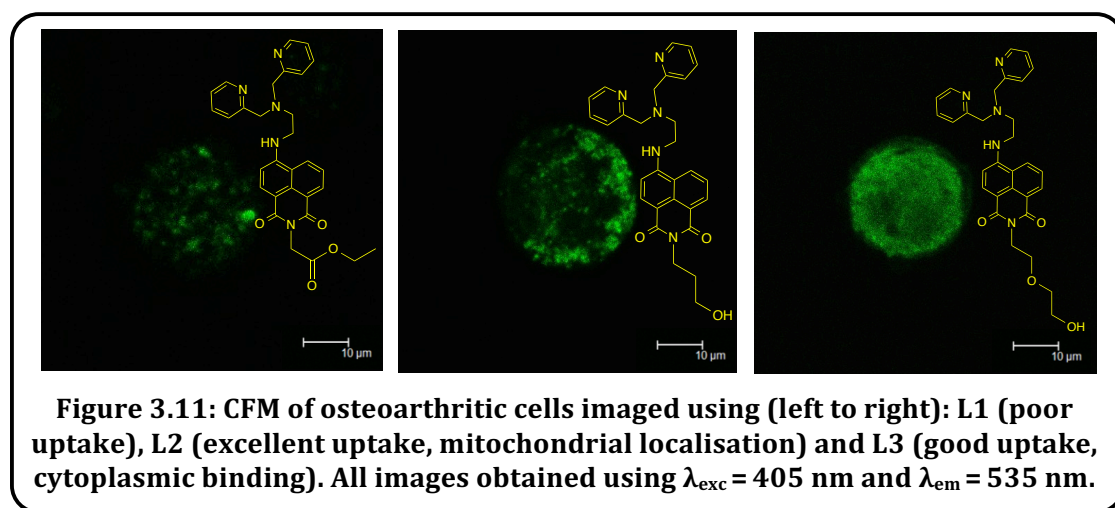 N
N
N
HN
O
N
O
O
O
10 µm
N
N
N
HN
O
N
O
OH
10 µm
N
N
N
HN
O
N
O
O
OH
10 µm
Figure 3.11: CFM of osteoarthritic cells imaged using (left to right): L1 (poor
uptake), L2 (excellent uptake, mitochondrial localisation) and L3 (good uptake,
cytoplasmic binding). All images obtained using λexc = 405 nm and λem = 535 nm.